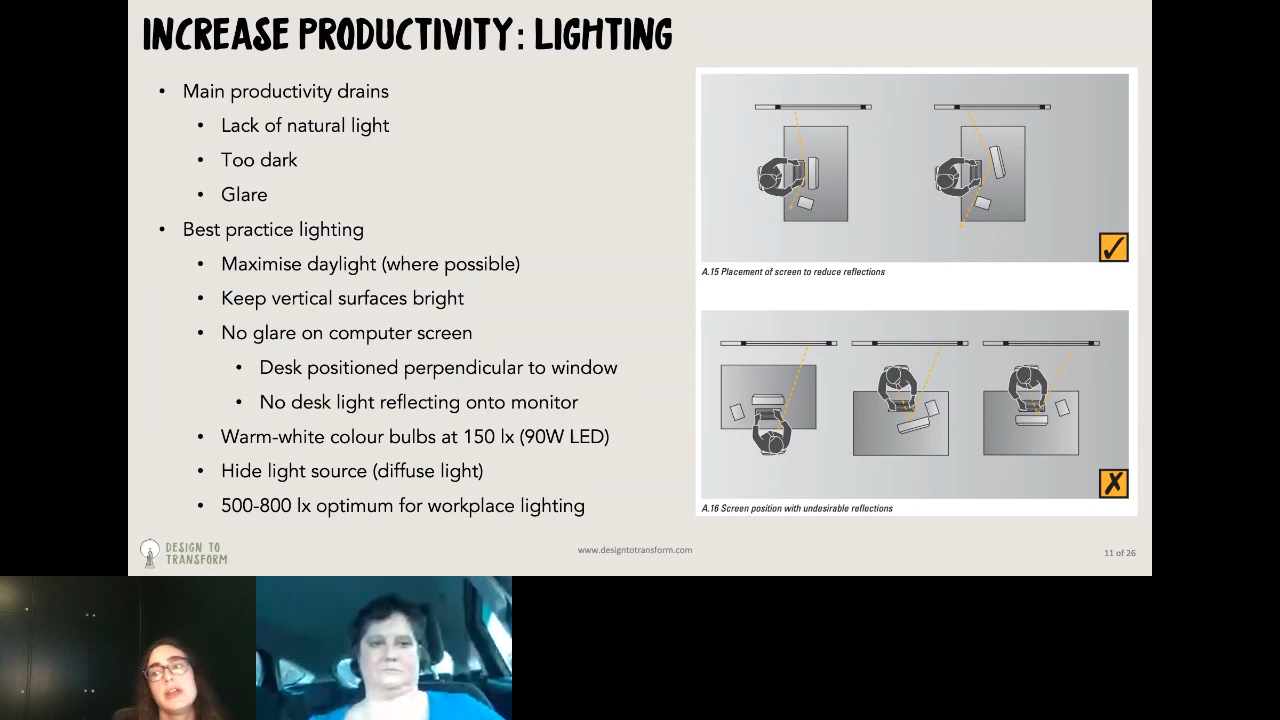 INCREASE PRODUCTIVITY: LIGHTING
• Main productivity drains
• Lack of natural light
• Too dark
• Glare
• Best practice lighting
• Maximise daylight (where possible)
• Keep vertical surfaces bright
• No glare on computer screen
• Desk positioned perpendicular to window
• No desk light reflecting onto monitor
• Warm-white colour bulbs at 150 lx (90W LED)
• Hide light source (diffuse light)
• 500-800 lx optimum for workplace lighting
A.15 Placement of screen to reduce reflections
A.16 Screen position with undesirable reflections
DESIGN TO
TRANSFORM
www.designtotransform.com
11 of 26